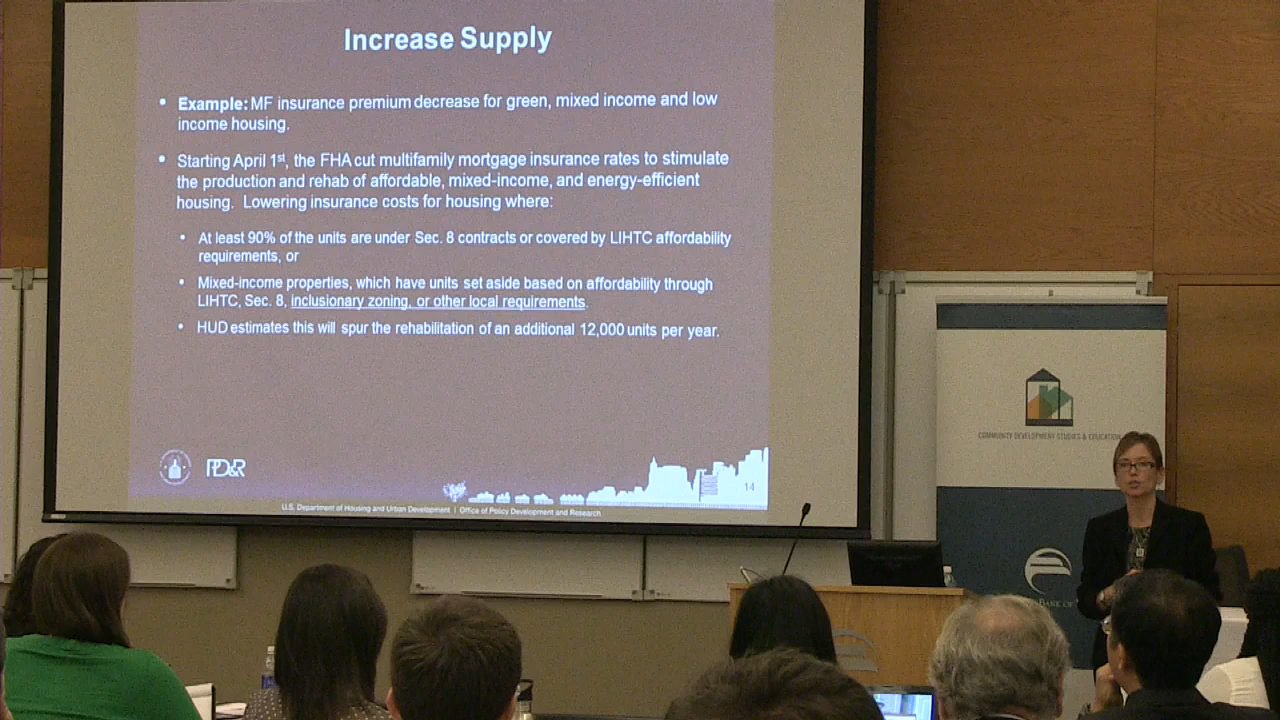 Increase Supply
• Example: MF insurance premium decrease for green, mixed income and low
income housing.
• Starting April 1st, the FHA cut multifamily mortgage insurance rates to stimulate
the production and rehab of affordable, mixed-income, and energy-efficient
housing. Lowering insurance costs for housing where:
• At least 90% of the units are under Sec. 8 contracts or covered by LIHTC affordability
requirements, or
• Mixed-income properties, which have units set aside based on affordability through
LIHTC, Sec. 8, inclusionary zoning, or other local requirements.
• HUD estimates this will spur the rehabilitation of an additional 12,000 units per year.
PD&R
14
U.S. Department of Housing and Urban Development | Office of Policy Development and Research
COMMUNITY DEVELOPMENT STUDIES & EDUCATION
BANK OF